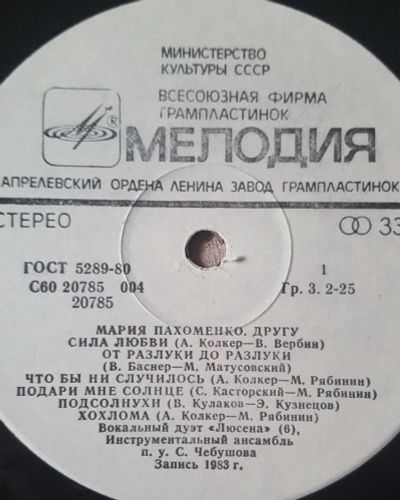 МИНИСТЕРСТВО
КУЛЬТУРЫ СССР
ВСЕСОЮЗНАЯ ФИРМА
ГРАМПЛАСТИНОК
®
МЕЛОДИЯ
АПРЕЛЕВСКИЙ ОРДЕНА ЛЕНИНА ЗАВОД ГРАМПЛАСТИНОК
СТЕРЕО 33
ГОСТ 5289-80 1
С60 20785 004 Гр. 3. 2-25
20785
МАРИЯ ПАХОМЕНКО. ДРУГУ
СИЛА ЛЮБВИ (А. Колкер—В. Вербин)
ОТ РАЗЛУКИ ДО РАЗЛУКИ
(В. Баснер—М. Матусовский)
ЧТО БЫ НИ СЛУЧИЛОСЬ (А. Колкер—М. Рябинин)
ПОДАРИ МНЕ СОЛНЦЕ (С. Касторский—М. Рябинин)
ПОДСОЛНУХИ (В. Кулаков—Э. Кузнецов)
ХОХЛОМА (А. Колкер—М. Рябинин)
Вокальный дуэт «Люсена» (6),
Инструментальный ансамбль
п. у. С. Чебушова
Запись 1983 г.